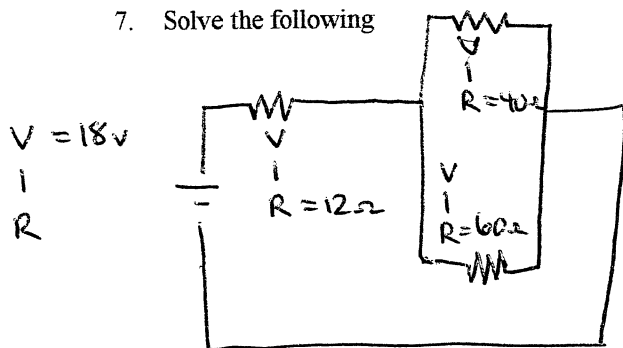 7. Solve the following
V
I
R = 40Ω
V = 18v
I
R
V
I
R = 12Ω
V
I
R = 60Ω